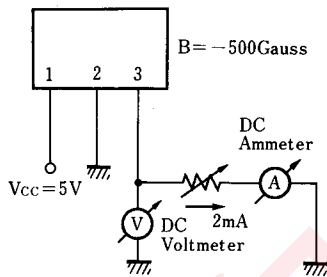 B=−500Gauss
1 2 3
DC
Ammeter
A
VCC=5V
2mA
V
DC
Voltmeter